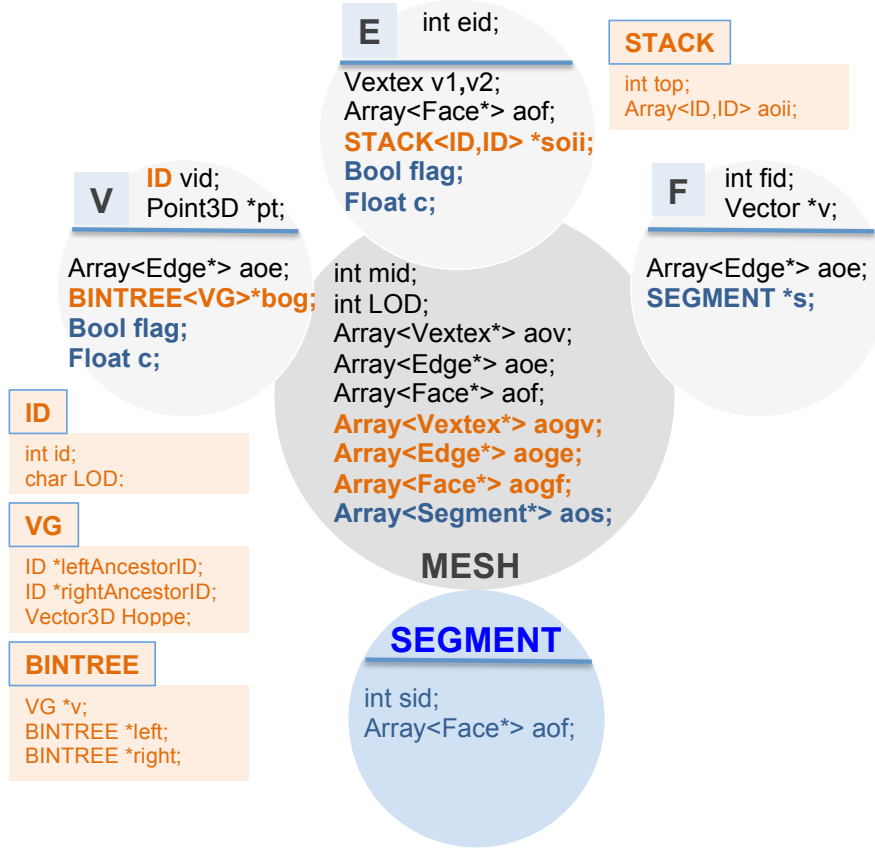 E
int eid;
Vextex v1,v2;
Array<Face*> aof;
STACK<ID,ID> *soii;
Bool flag;
Float c;
STACK
int top;
Array<ID,ID> aoii;
V
ID vid;
Point3D *pt;
Array<Edge*> aoe;
BINTREE<VG>*bog;
Bool flag;
Float c;
F
int fid;
Vector *v;
Array<Edge*> aoe;
SEGMENT *s;
int mid;
int LOD;
Array<Vextex*> aov;
Array<Edge*> aoe;
Array<Face*> aof;
Array<Vextex*> aogv;
Array<Edge*> aoge;
Array<Face*> aogf;
Array<Segment*> aos;
MESH
ID
int id;
char LOD;
VG
ID *leftAncestorID;
ID *rightAncestorID;
Vector3D Hoppe;
BINTREE
VG *v;
BINTREE *left;
BINTREE *right;
SEGMENT
int sid;
Array<Face*> aof;